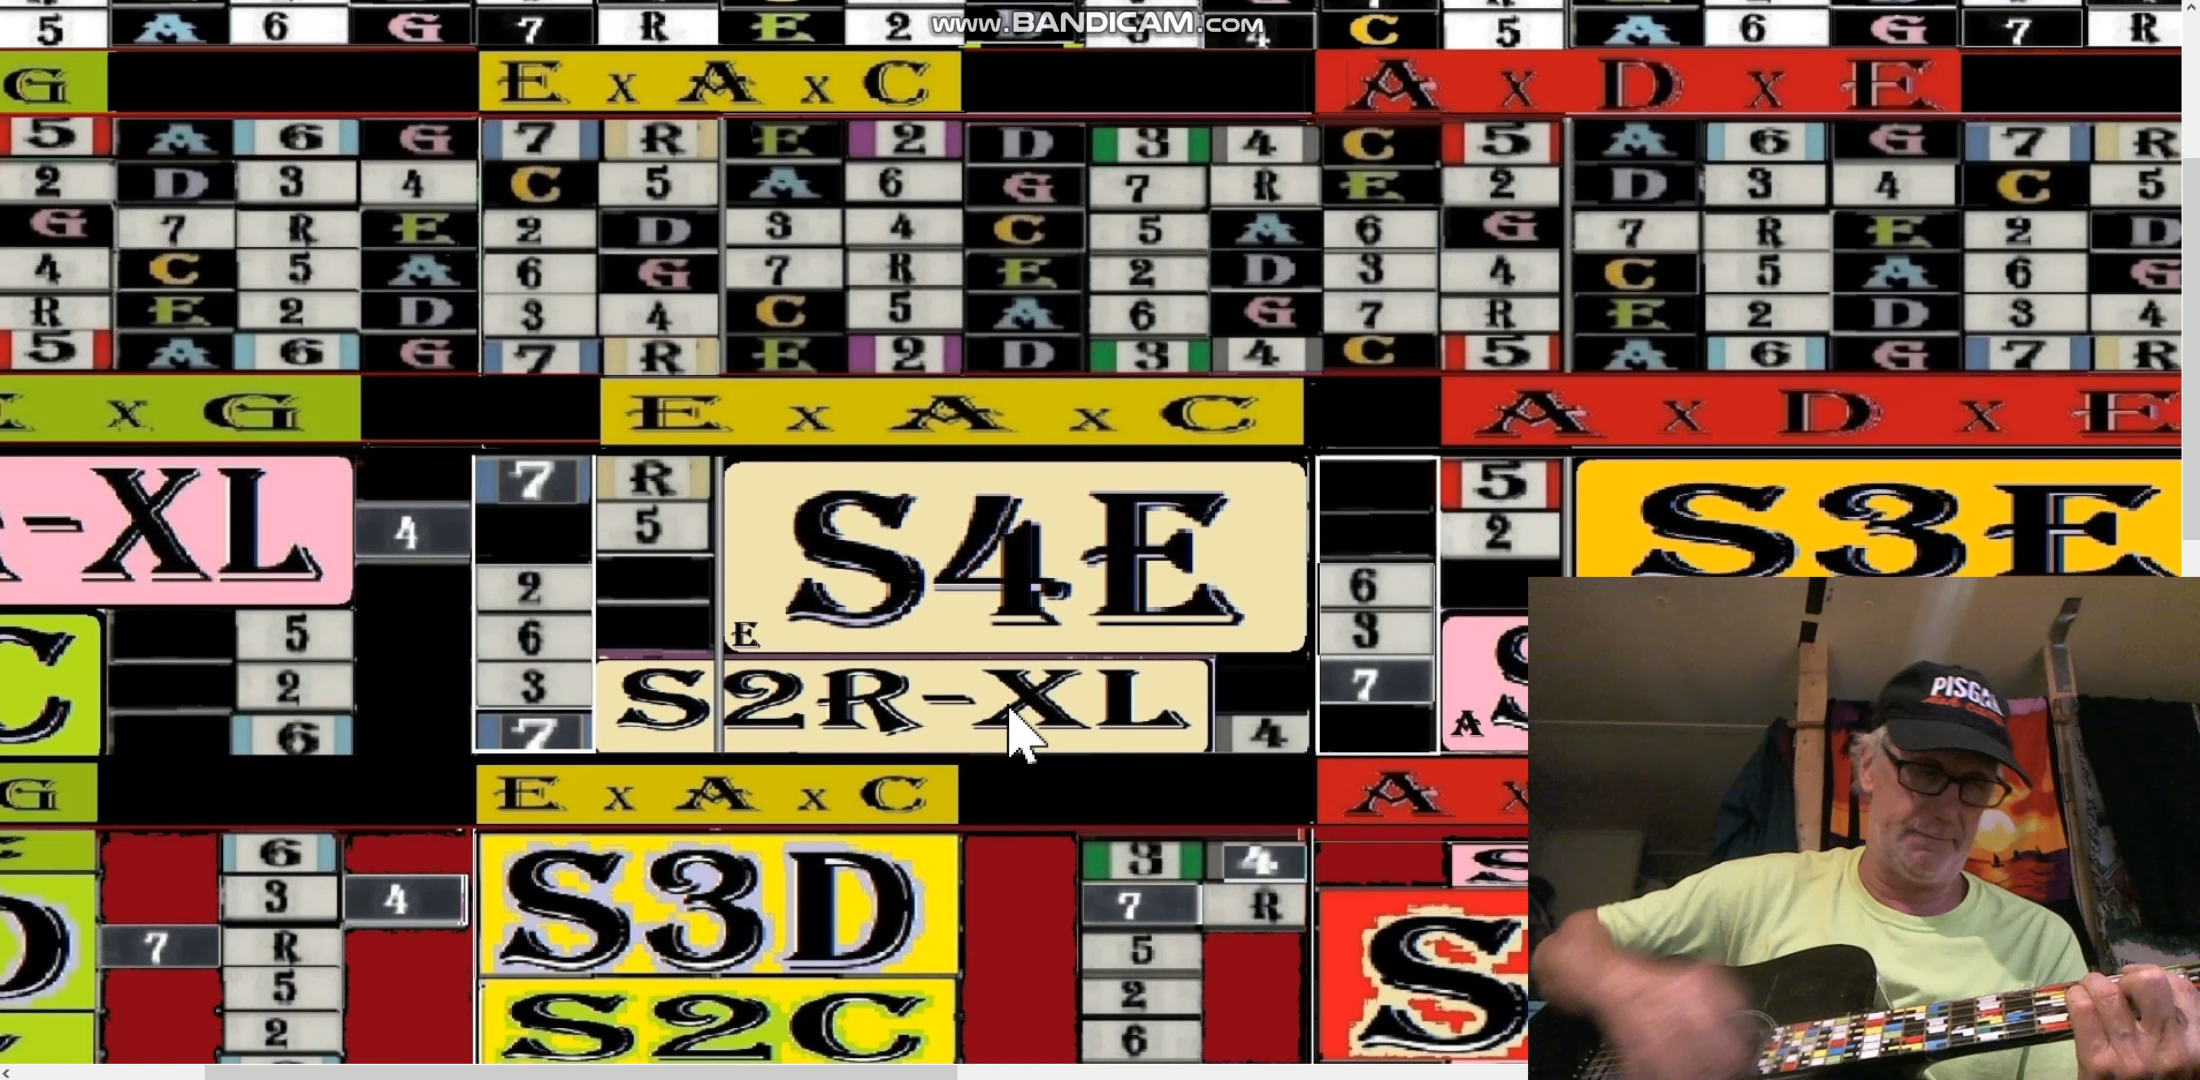 www.BANDICAM.com
5 A 6 G 7 R E 2 4 C 5 A 6 G 7 R
G E x A x C A x D x E
5 A 6 G 7 R E 2 D 3 4 C 5 A 6 G 7 R
2 D 3 4 C 5 A 6 G 7 R E 2 D 3 4 C 5
G 7 R E 2 D 3 4 C 5 A 6 G 7 R E 2 D
4 C 5 A 6 G 7 R E 2 D 3 4 C 5 A 6 G
R E 2 D 3 4 C 5 A 6 G 7 R E 2 D 3 4
5 A 6 G 7 R E 2 D 3 4 C 5 A 6 G 7 R
x G E x A x C A x D x E
-XL 4 7 R S4E 5 S3E
5 2
2 6
5 6 E 3
C 2 3 S2R-XL 7 A S
6 7 4
G E x A x C A x
6 S3D 3 4 S
3 4 7 R
7 R 5 S
5 S2C 2
2 6
PISG